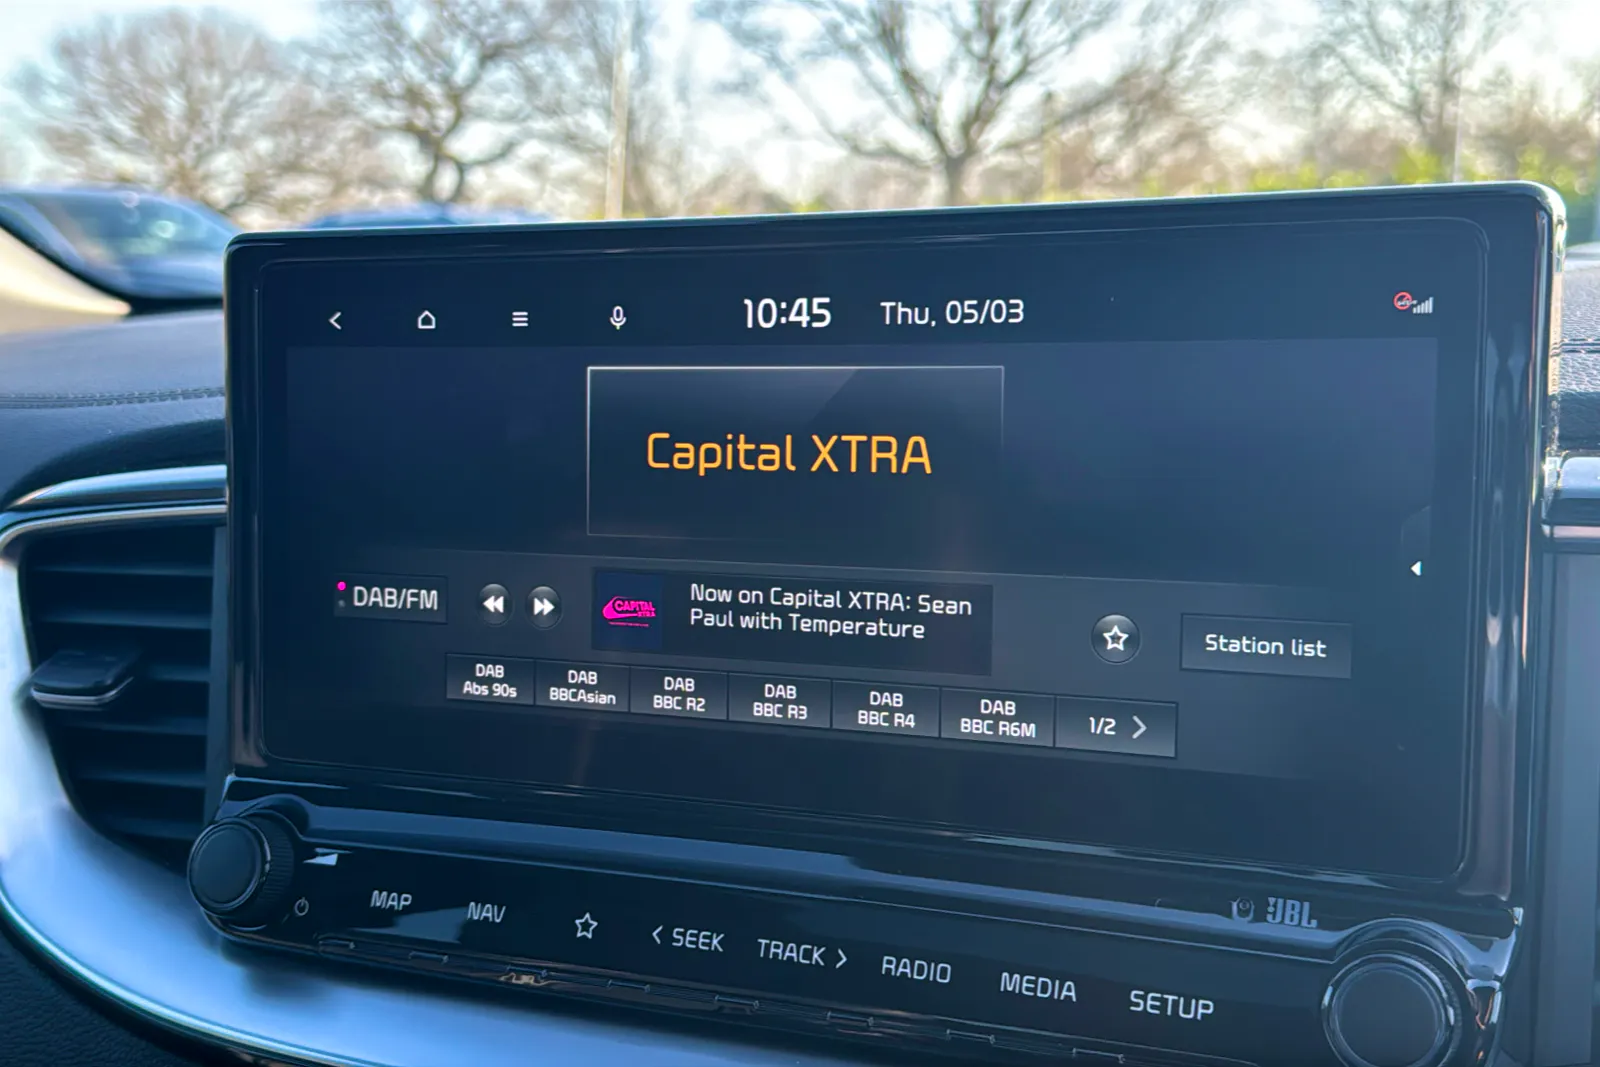 10:45 Thu, 05/03
Capital XTRA
DAB/FM
CAPITAL
XTRA
Now on Capital XTRA: Sean
Paul with Temperature
Station list
DAB
Abs 90s
DAB
BBCAsian
DAB
BBC R2
DAB
BBC R3
DAB
BBC R4
DAB
BBC R6M
1/2
JBL
MAP
NAV
SEEK
TRACK
RADIO
MEDIA
SETUP